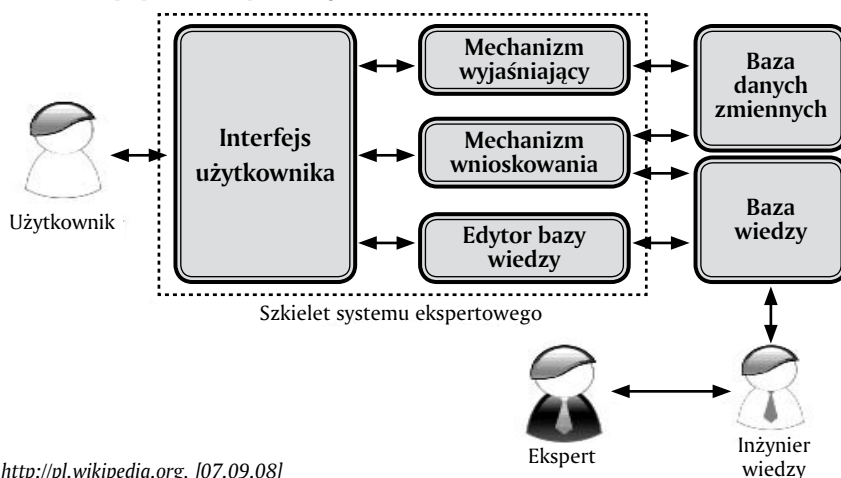 Mechanizm
wyjaśniający
Baza
danych
zmiennych
Interfejs
użytkownika
Mechanizm
wnioskowania
Użytkownik
Edytor bazy
wiedzy
Baza
wiedzy
Szkielet systemu ekspertowego
Ekspert
Inżynier
wiedzy
http://pl.wikipedia.org, [07.09.08]